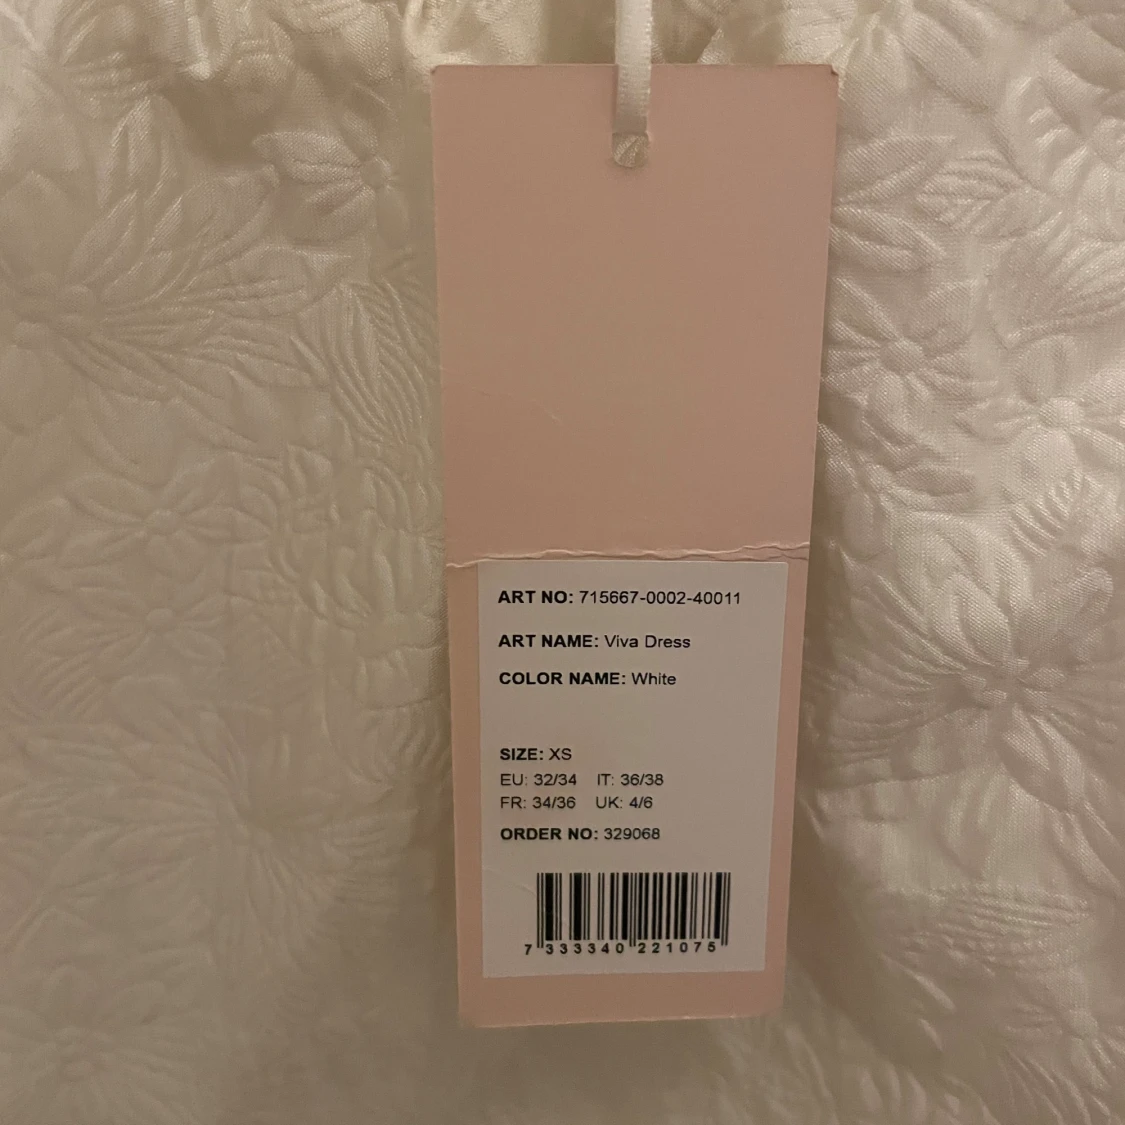 ART NO: 715667-0002-40011
ART NAME: Viva Dress
COLOR NAME: White
SIZE: XS
EU: 32/34 IT: 36/38
FR: 34/36 UK: 4/6
ORDER NO: 329068
7 333340 221075